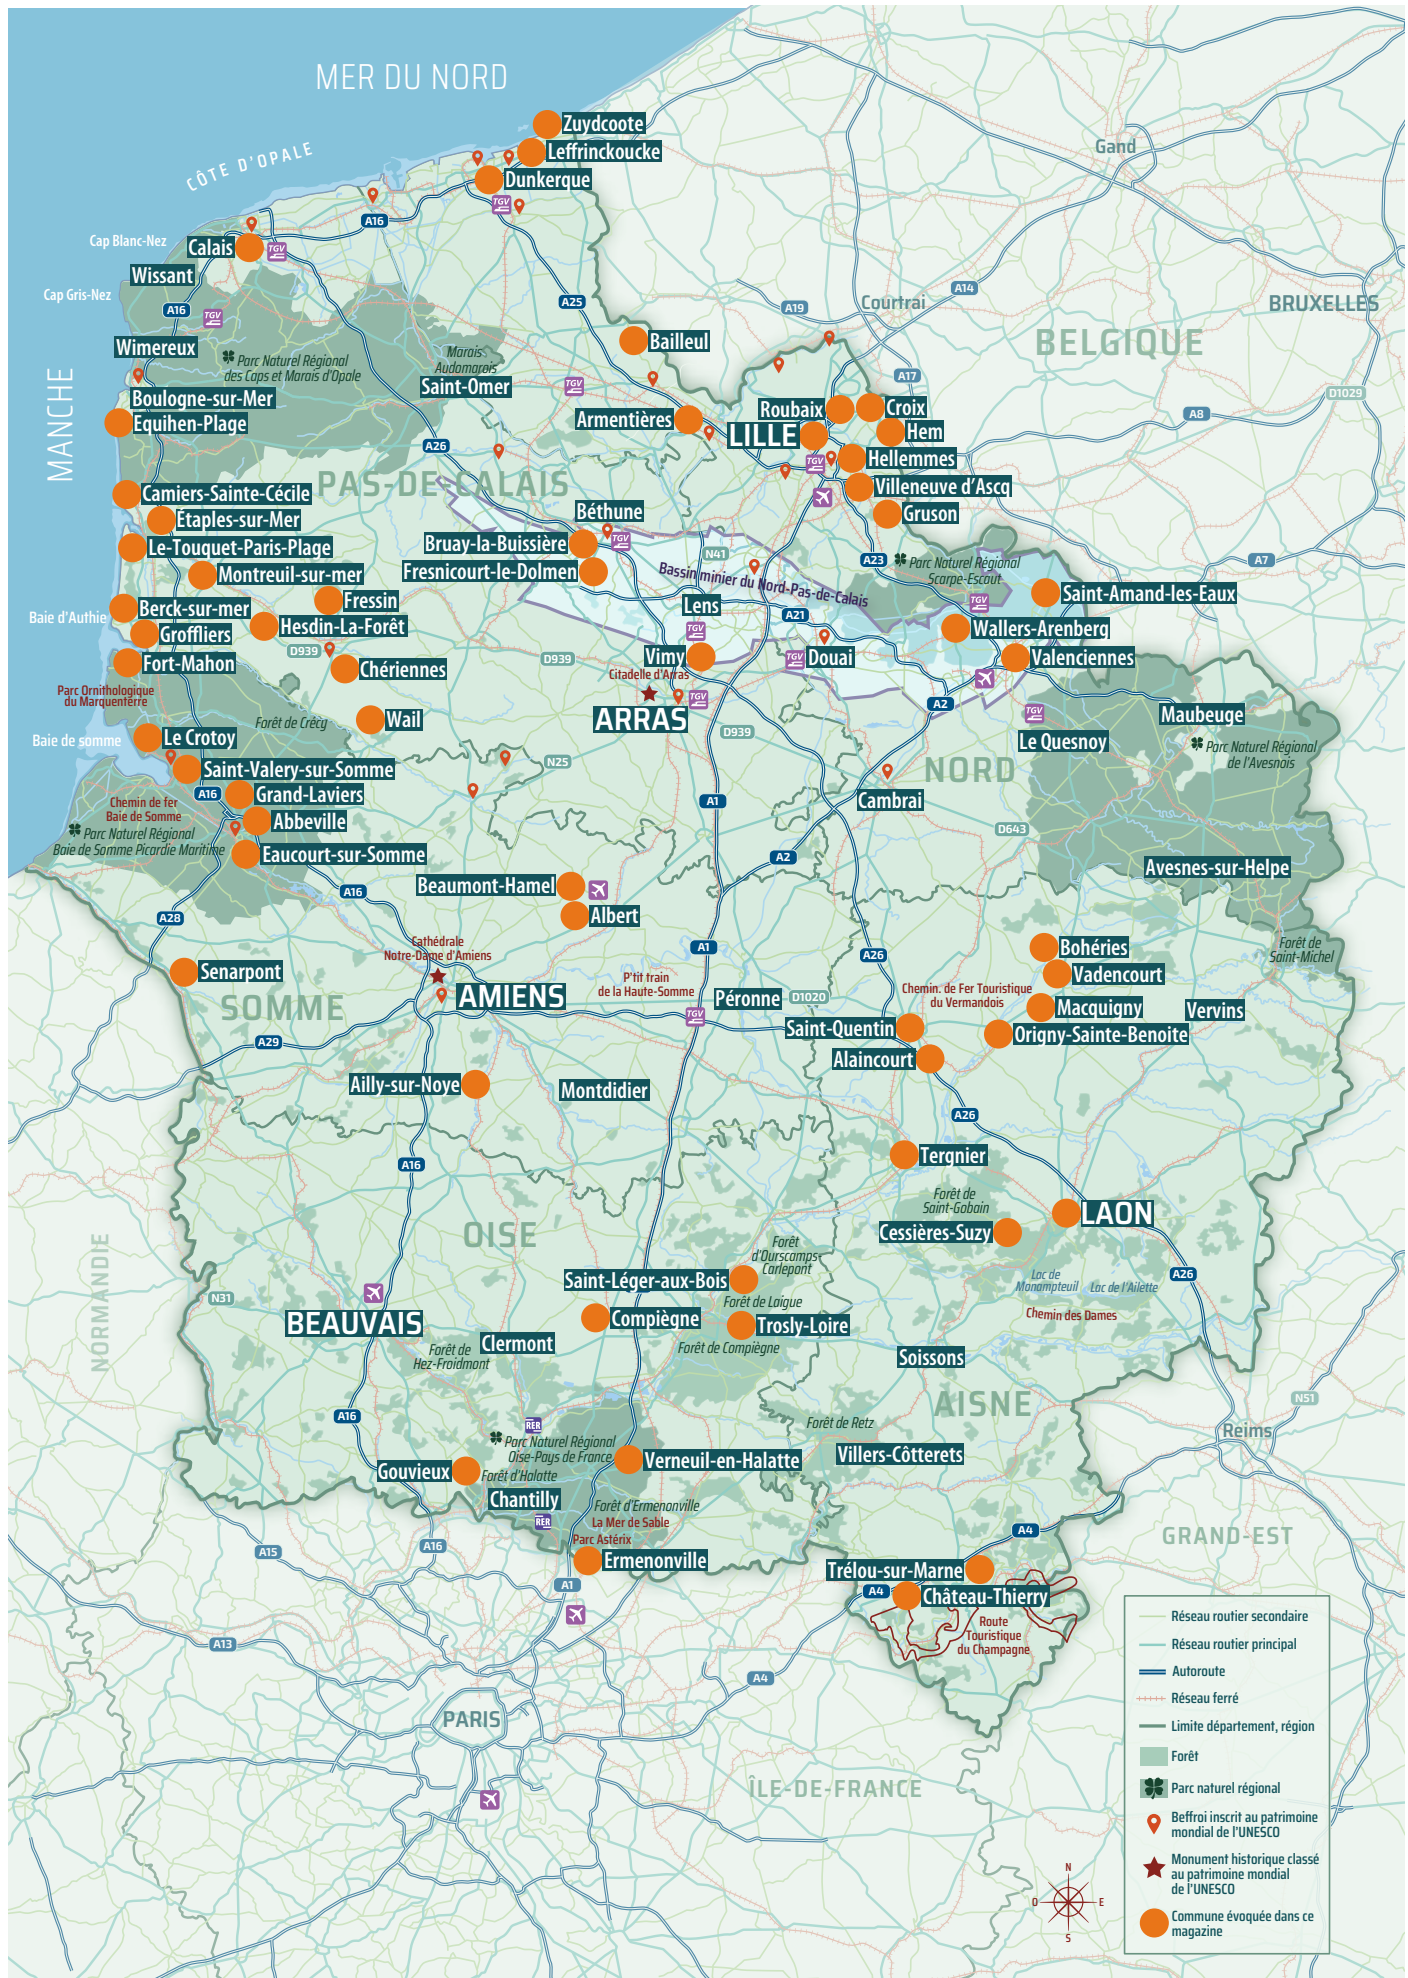 MER DU NORD
Zuydcoote
Leffrinckoucke
CÔTE D'OPALE
Dunkerque
TGV
A16
Gand
Cap Blanc-Nez
Calais
TGV
Wissant
Cap Gris-Nez
A16
TGV
A25
A19
Courtrai
A14
BRUXELLES
BELGIQUE
Wimereux
Parc Naturel Régional
des Caps et Marais d'Opale
Marais
Audomarois
Saint-Omer
TGV
Bailleul
A17
D1029
MANCHE
Boulogne-sur-Mer
Equihen-Plage
Armentières
Roubaix
Croix
A8
LILLE
Hem
A26
Hellemmes
TGV
PAS-DE-CALAIS
Camiers-Sainte-Cécile
Villeneuve d'Ascq
Étaples-sur-Mer
Béthune
Gruson
Le-Touquet-Paris-Plage
Bruay-la-Buissière
TGV
N41
A23
Parc Naturel Régional
Scarpe-Escaut
A7
Montreuil-sur-mer
Fresnicourt-le-Dolmen
Bassin minier du Nord-Pas-de-Calais
Fressin
Lens
Saint-Amand-les-Eaux
TGV
Berck-sur-mer
Baie d'Authie
Hesdin-La-Forêt
A21
Groffliers
TGV
Wallers-Arenberg
D939
D939
Fort-Mahon
Chériennes
Vimy
TGV
Douai
Valenciennes
Citadelle d'Arras
Parc Ornithologique
du Marquenterre
TGV
A2
ARRAS
Forêt de Crécy
Wail
D939
TGV
Maubeuge
Baie de somme
Le Crotoy
Le Quesnoy
Parc Naturel Régional
de l'Avesnois
N25
NORD
Saint-Valery-sur-Somme
A16
Grand-Laviers
Chemin de fer
Baie de Somme
A1
Cambrai
Abbeville
Parc Naturel Régional
Baie de Somme Picardie Maritime
D643
Eaucourt-sur-Somme
A2
Avesnes-sur-Helpe
A16
Beaumont-Hamel
A28
Albert
Cathédrale
Notre-Dame d'Amiens
A1
A26
Bohéries
Forêt de
Saint-Michel
Senarpont
P'tit train
de la Haute-Somme
Vadencourt
Chemin. de Fer Touristique
du Vermandois
SOMME
AMIENS
Péronne
D1020
Macquigny
Vervins
TGV
Saint-Quentin
Origny-Sainte-Benoite
A29
Alaincourt
Ailly-sur-Noye
Montdidier
A26
A16
Tergnier
Forêt de
Saint-Gobain
LAON
OISE
Cessières-Suzy
Forêt
d'Ourscamps-
Carlepont
Saint-Léger-aux-Bois
Lac de
Monampteuil
Lac de l'Ailette
A26
N31
Forêt de Laigue
Chemin des Dames
BEAUVAIS
Compiègne
Trosly-Loire
NORMANDIE
Clermont
Forêt de Compiègne
Forêt de
Hez-Froidmont
Soissons
AISNE
N51
A16
RER
Forêt de Retz
Reims
Parc Naturel Régional
Oise-Pays de France
Verneuil-en-Halatte
Villers-Côtterets
Gouvieux
Forêt d'Halatte
Chantilly
Forêt d'Ermenonville
RER
La Mer de Sable
Parc Astérix
A4
GRAND-EST
A15
A16
Ermenonville
Trélou-sur-Marne
A1
A4
Château-Thierry
Route
Touristique
du Champagne
A13
A4
PARIS
ÎLE-DE-FRANCE
Réseau routier secondaire
Réseau routier principal
Autoroute
Réseau ferré
Limite département, région
Forêt
Parc naturel régional
Beffroi inscrit au patrimoine
mondial de l'UNESCO
Monument historique classé
au patrimoine mondial
de l'UNESCO
Commune évoquée dans ce
magazine
N
O
E
S